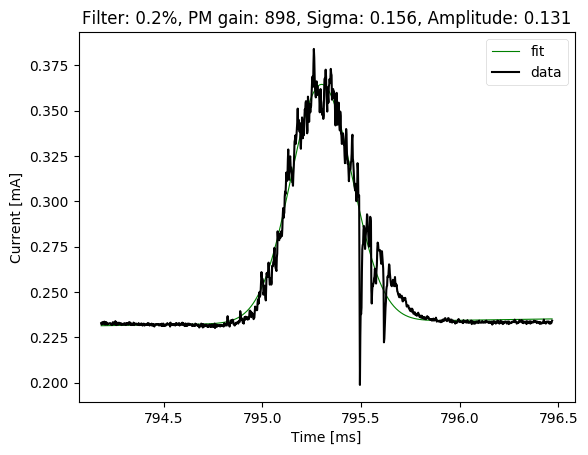 Filter: 0.2%, PM gain: 898, Sigma: 0.156, Amplitude: 0.131
fit
data
0.375
0.350
0.325
0.300
0.275
0.250
0.225
0.200
Current [mA]
794.5
795.0
795.5
796.0
796.5
Time [ms]